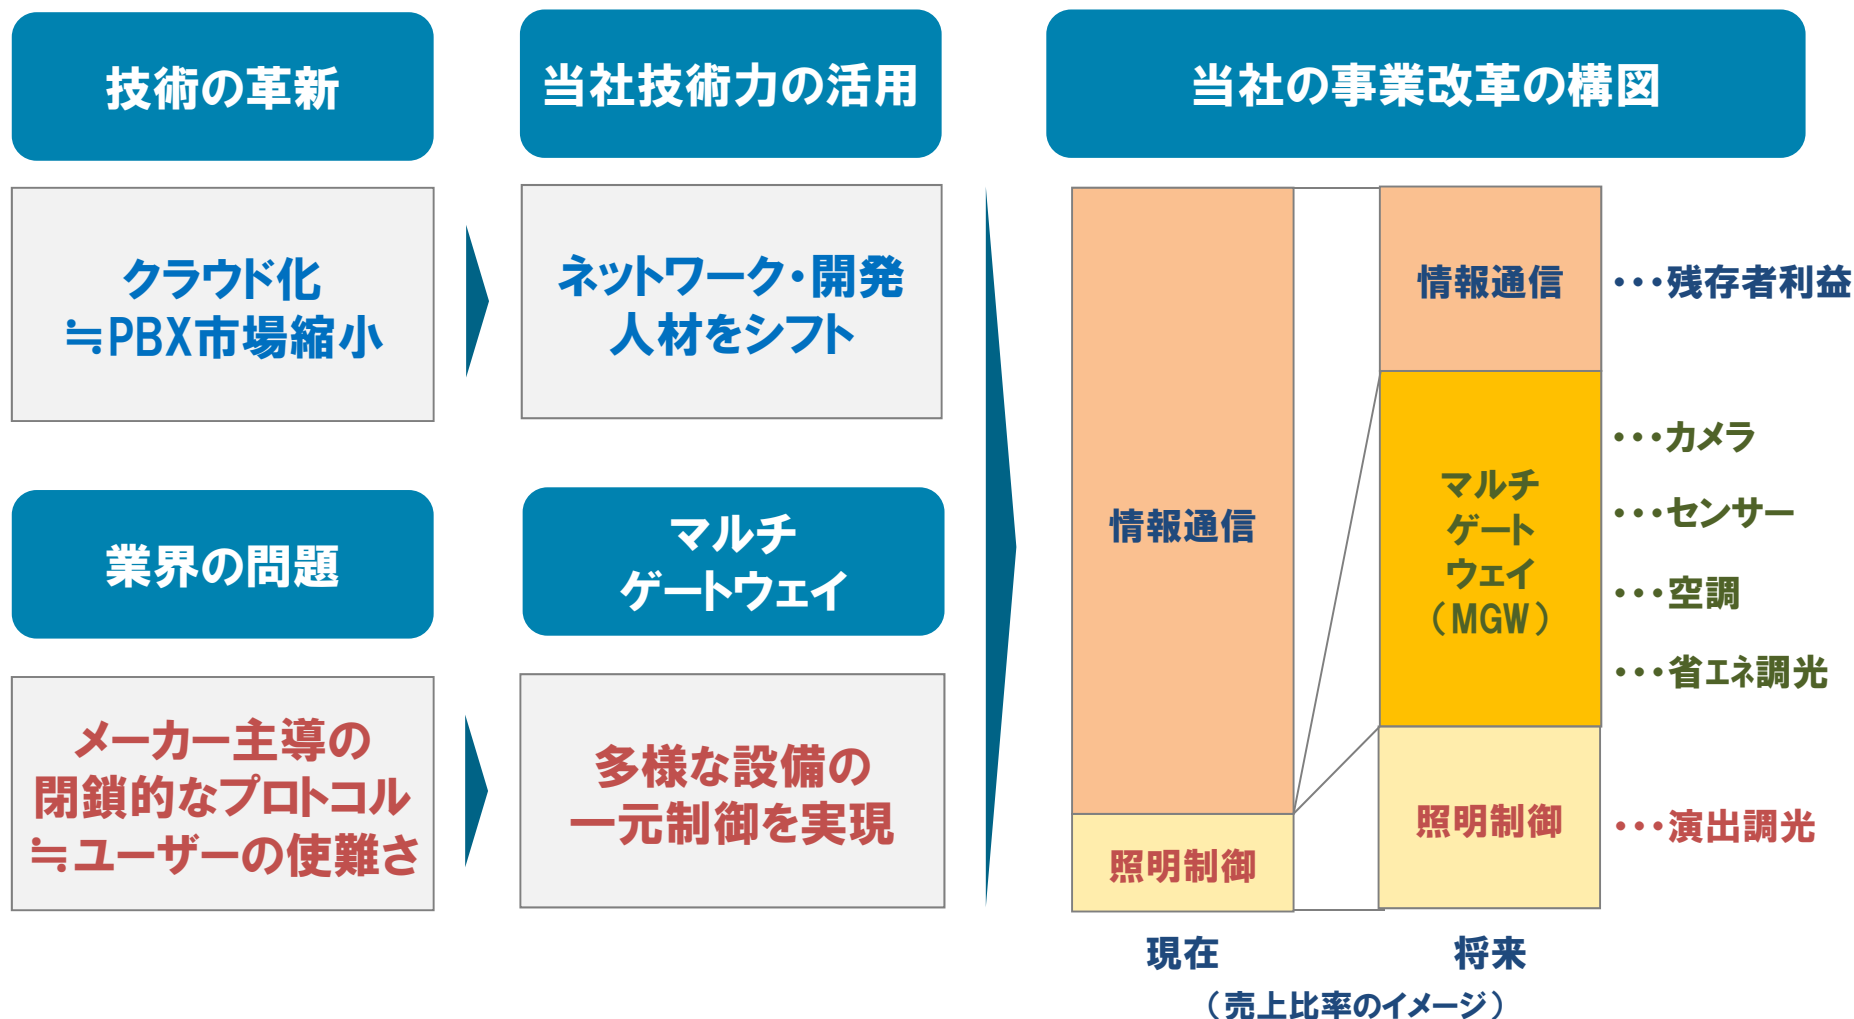 技術の革新
クラウド化
≒PBX市場縮小
業界の問題
メーカー主導の
閉鎖的なプロトコル
≒ユーザーの使難さ
当社技術力の活用
ネットワーク・開発
人材をシフト
マルチ
ゲートウェイ
多様な設備の
一元制御を実現
当社の事業改革の構図
情報通信
照明制御
現在
情報通信
マルチ
ゲート
ウェイ
（MGW）
照明制御
将来
・・・残存者利益
・・・カメラ
・・・センサー
・・・空調
・・・省エネ調光
・・・演出調光
（売上比率のイメージ）